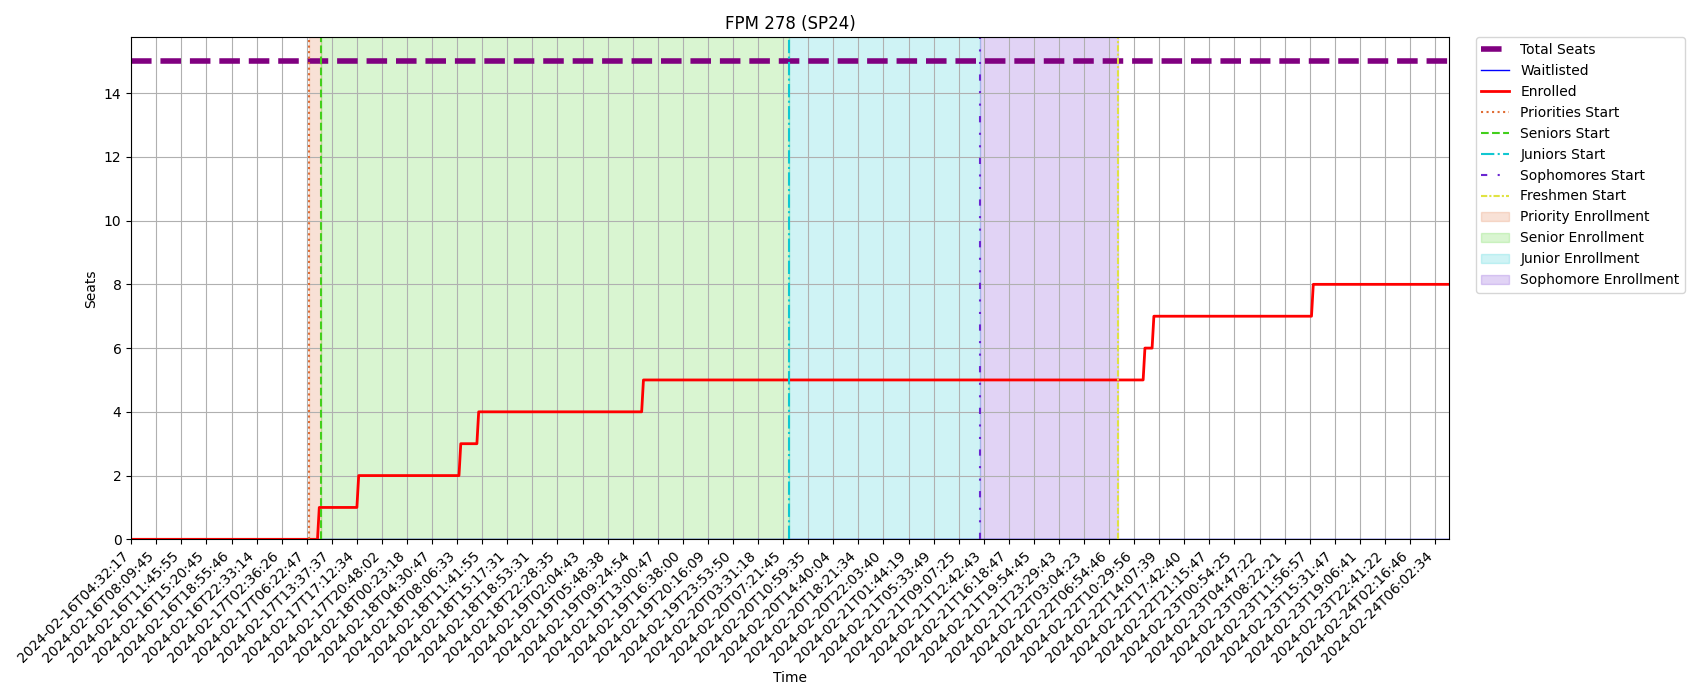 FPM 278 (SP24)
Seats
14
12
10
8
6
4
2
0
2024-02-16T04:32:17
2024-02-16T08:09:45
2024-02-16T11:45:55
2024-02-16T15:20:45
2024-02-16T18:55:46
2024-02-16T22:33:14
2024-02-17T02:36:26
2024-02-17T06:22:47
2024-02-17T13:37:37
2024-02-17T17:12:34
2024-02-17T20:48:02
2024-02-18T00:23:18
2024-02-18T04:30:47
2024-02-18T08:06:33
2024-02-18T11:41:55
2024-02-18T15:17:31
2024-02-18T18:53:31
2024-02-18T22:28:35
2024-02-19T02:04:43
2024-02-19T05:48:38
2024-02-19T09:24:54
2024-02-19T13:00:47
2024-02-19T16:38:00
2024-02-19T20:16:09
2024-02-19T23:53:50
2024-02-20T03:31:18
2024-02-20T07:21:45
2024-02-20T10:59:35
2024-02-20T14:40:04
2024-02-20T18:21:34
2024-02-20T22:03:40
2024-02-21T01:44:19
2024-02-21T05:33:49
2024-02-21T09:07:25
2024-02-21T12:42:43
2024-02-21T16:18:47
2024-02-21T19:54:45
2024-02-21T23:29:43
2024-02-22T03:04:23
2024-02-22T06:54:46
2024-02-22T10:29:56
2024-02-22T14:07:39
2024-02-22T17:42:40
2024-02-22T21:15:47
2024-02-23T00:54:25
2024-02-23T04:47:22
2024-02-23T08:22:21
2024-02-23T11:56:57
2024-02-23T15:31:47
2024-02-23T19:06:41
2024-02-23T22:41:22
2024-02-24T02:16:46
2024-02-24T06:02:34
Time
Total Seats
Waitlisted
Enrolled
Priorities Start
Seniors Start
Juniors Start
Sophomores Start
Freshmen Start
Priority Enrollment
Senior Enrollment
Junior Enrollment
Sophomore Enrollment